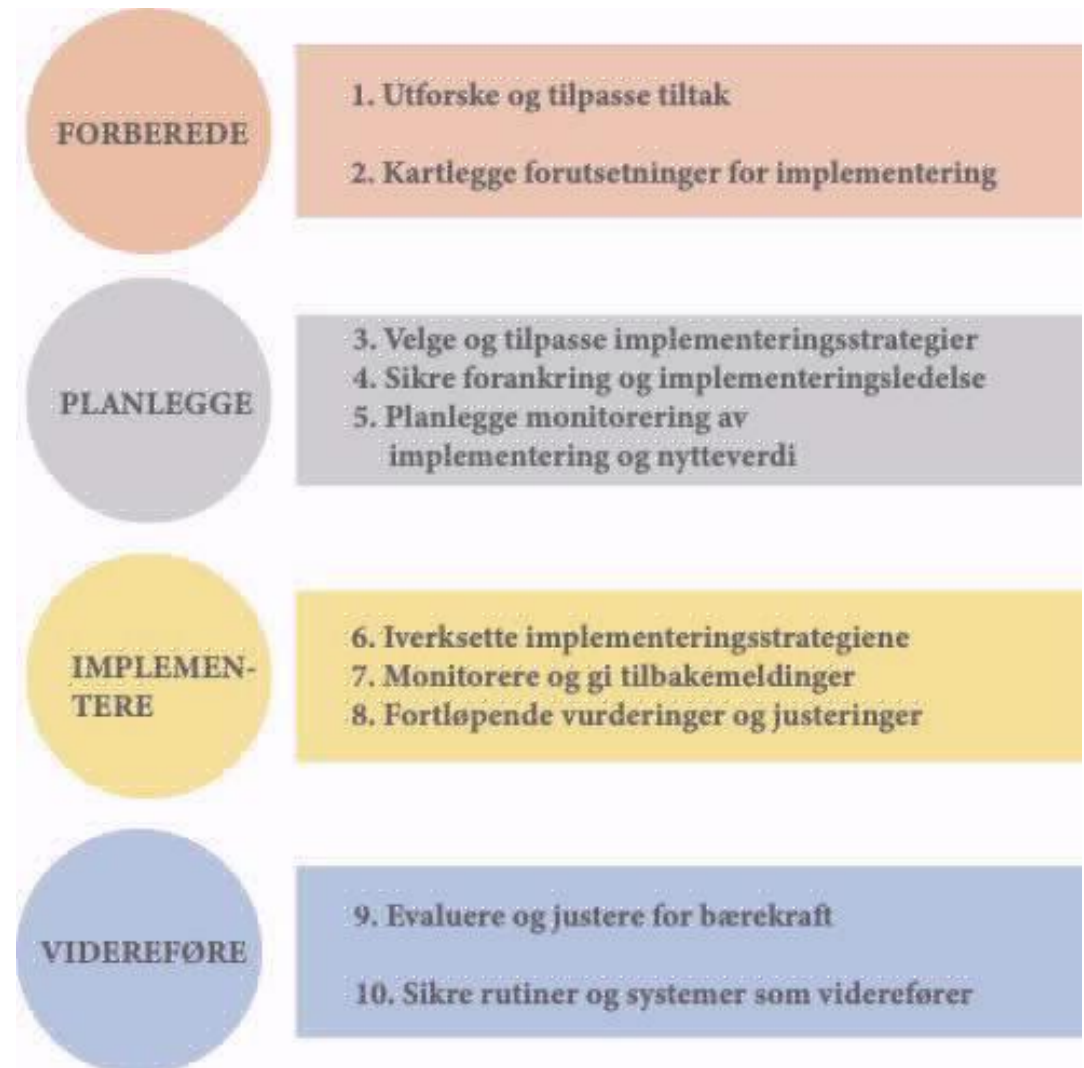 FORBEREDE
1. Utforske og tilpasse tiltak
2. Kartlegge forutsetninger for implementering
PLANLEGGE
3. Velge og tilpasse implementeringsstrategier
4. Sikre forankring og implementeringsledelse
5. Planlegge monitorering av
implementering og nytteverdi
IMPLEMEN-
TERE
6. Iverksette implementeringsstrategiene
7. Monitorere og gi tilbakemeldinger
8. Fortløpende vurderinger og justeringer
VIDEREFØRE
9. Evaluere og justere for bærekraft
10. Sikre rutiner og systemer som viderefører